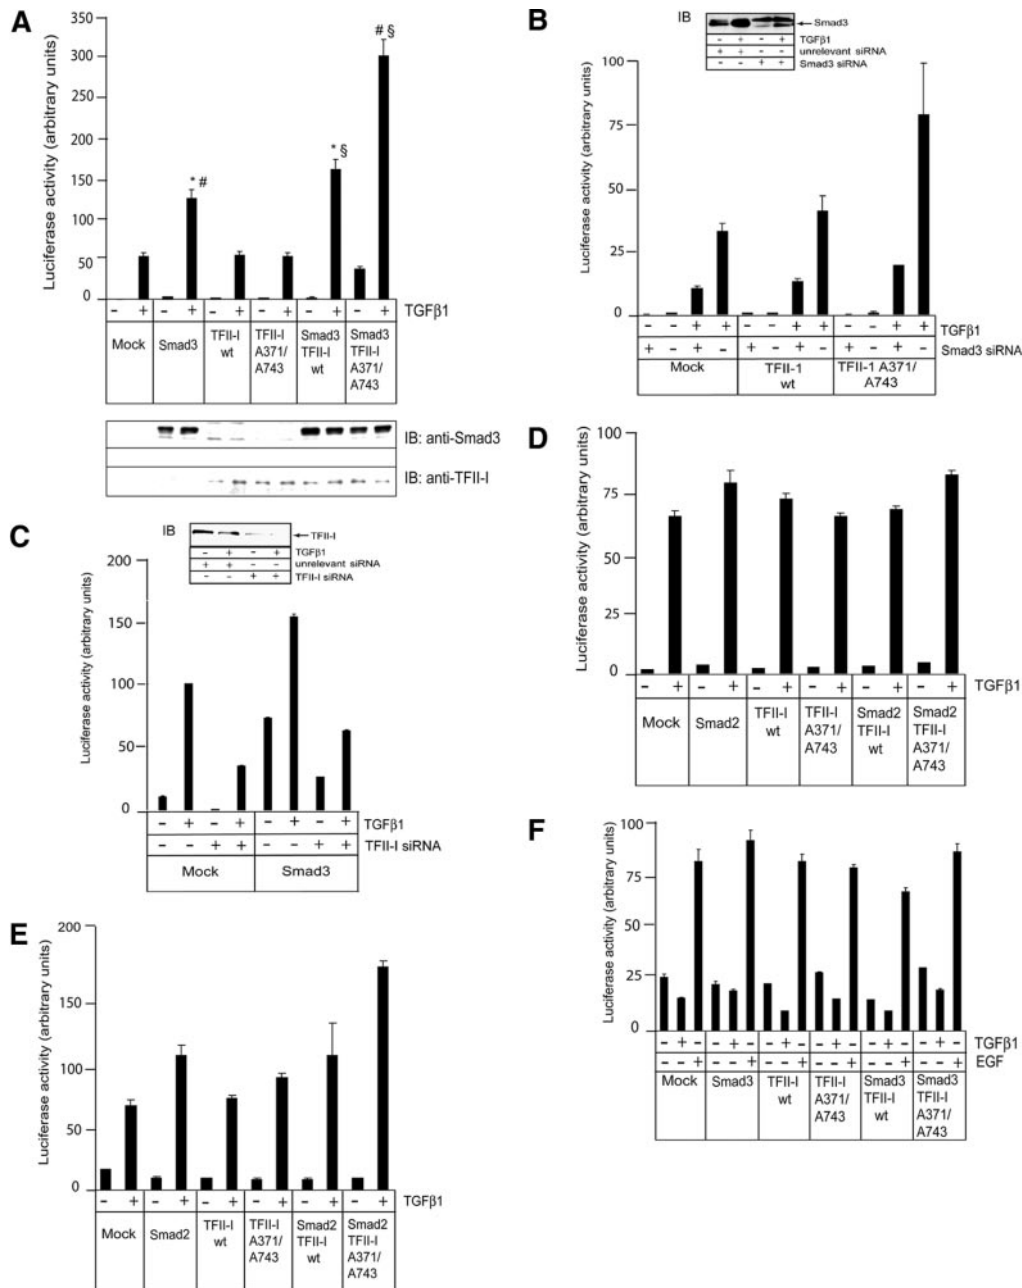 A
Luciferase activity (arbitrary units)
350
300
250
200
150
100
50
0
* #
* §
# §
- + - + - + - + - + - + TGFβ1
Mock
Smad3
TFII-I
wt
TFII-I
A371/
A743
Smad3
TFII-I
wt
Smad3
TFII-I
A371/
A743
IB: anti-Smad3
IB: anti-TFII-I
B
IB
Smad3
- + - + TGFβ1
+ + - - unrelevant siRNA
- - + + Smad3 siRNA
Luciferase activity (arbitrary units)
100
75
50
25
0
- - + + - - + + - - + + TGFβ1
+ - + - + - + - + - + - Smad3 siRNA
Mock
TFII-1
wt
TFII-1 A371/
A743
C
IB
TFII-I
- + - + TGFβ1
+ + - - unrelevant siRNA
- - + + TFII-I siRNA
Luciferase activity (arbitrary units)
200
150
100
50
0
- + - + - + - + TGFβ1
- - + + - - + + TFII-I siRNA
Mock
Smad3
D
Luciferase activity (arbitrary units)
100
75
50
25
0
- + - + - + - + - + - + TGFβ1
Mock
Smad2
TFII-I
wt
TFII-I
A371/
A743
Smad2
TFII-I
wt
Smad2
TFII-I
A371/
A743
E
Luciferase activity (arbitrary units)
200
150
100
50
0
- + - + - + - + - + - + TGFβ1
Mock
Smad2
TFII-I
wt
TFII-I
A371/
A743
Smad2
TFII-I
wt
Smad2
TFII-I
A371/
A743
F
Luciferase activity (arbitrary units)
100
75
50
25
0
- + - - + - - + - - + - - + - - + - TGFβ1
- - + - - + - - + - - + - - + - - + EGF
Mock
Smad3
TFII-I
wt
TFII-I
A371/
A743
Smad3
TFII-I
wt
Smad3
TFII-I
A371/
A743